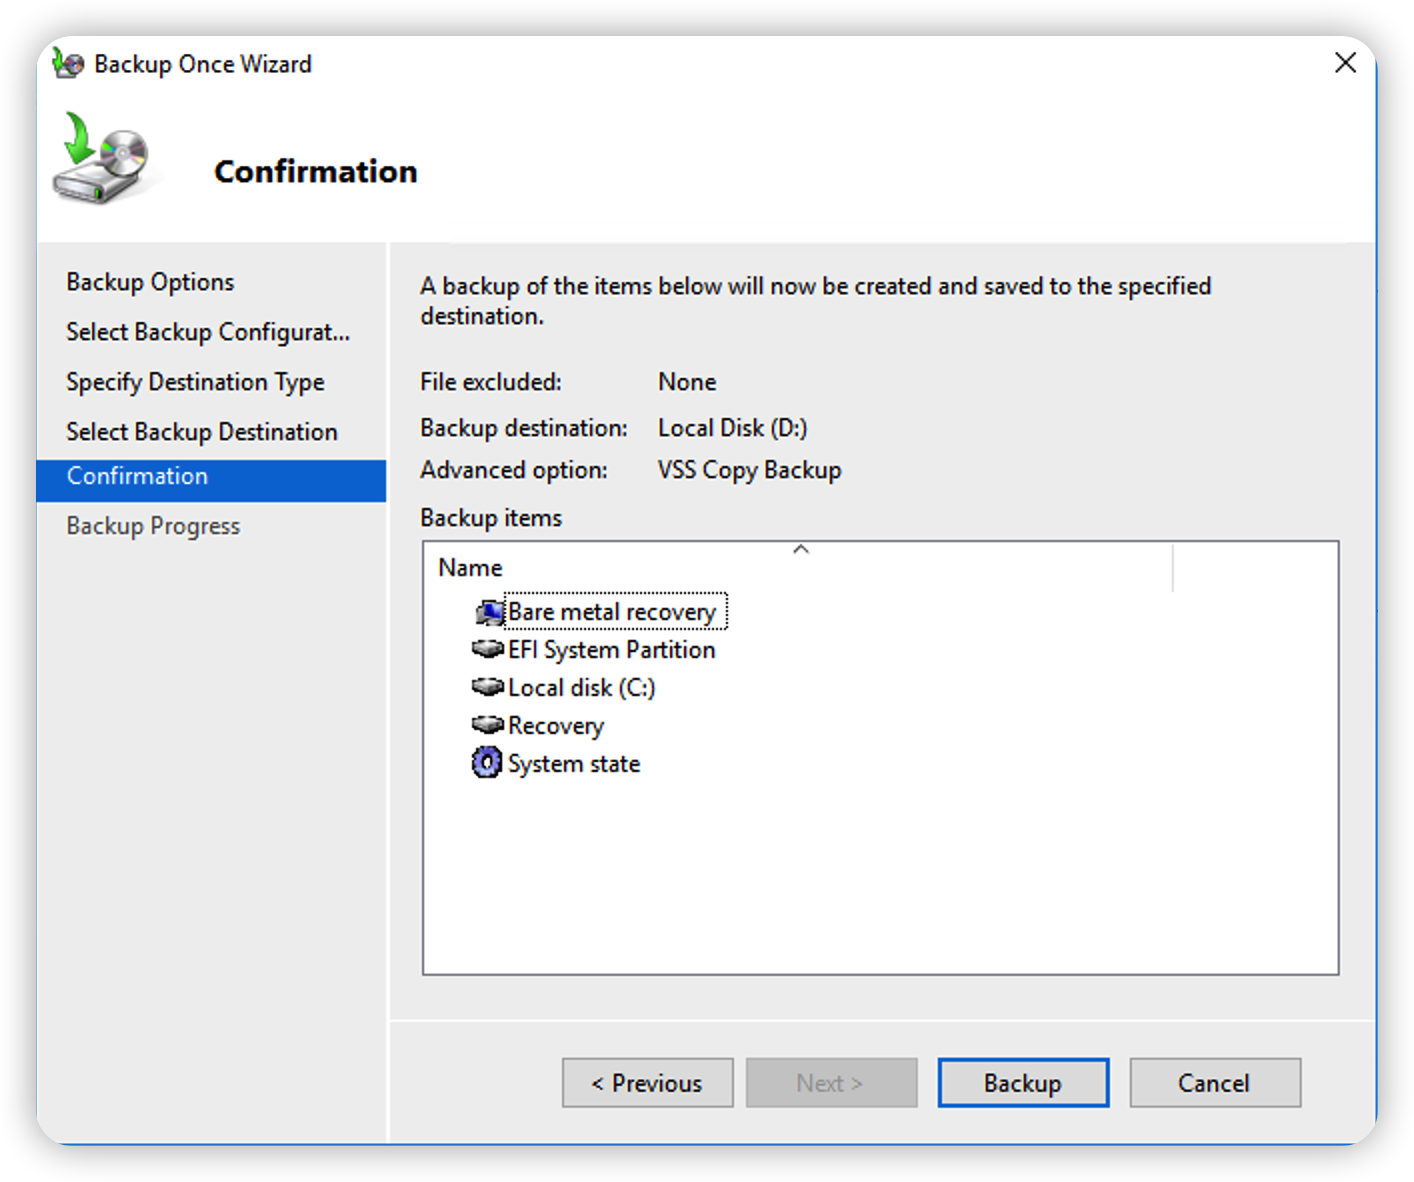 Backup Once Wizard
Confirmation
Backup Options
Select Backup Configurat...
Specify Destination Type
Select Backup Destination
Confirmation
Backup Progress
A backup of the items below will now be created and saved to the specified
destination.
File excluded: None
Backup destination: Local Disk (D:)
Advanced option: VSS Copy Backup
Backup items
Name
Bare metal recovery
EFI System Partition
Local disk (C:)
Recovery
System state
< Previous Next > Backup Cancel